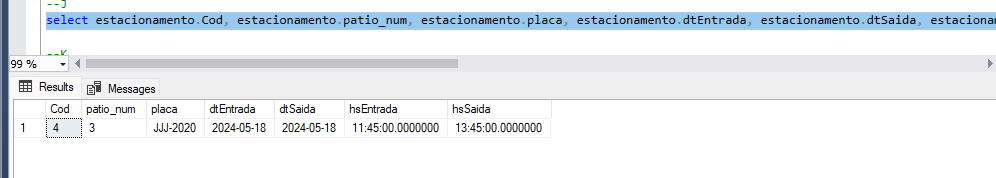 --J
select estacionamento.Cod, estacionamento.patio_num, estacionamento.placa, estacionamento.dtEntrada, estacionamento.dtSaida, estacionam
--K
99 %
Results Messages
Cod patio_num placa dtEntrada dtSaida hsEntrada hsSaida
1 4 3 JJJ-2020 2024-05-18 2024-05-18 11:45:00.0000000 13:45:00.0000000